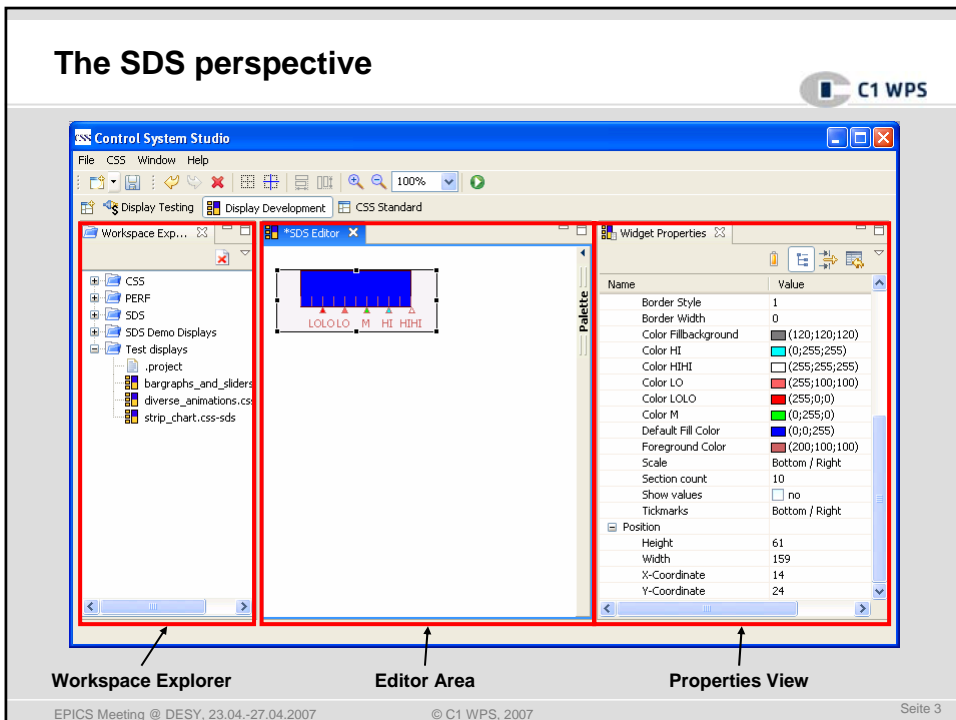 The SDS perspective
C1 WPS
CSS Control System Studio
File CSS Window Help
100%
Display Testing Display Development CSS Standard
Workspace Exp...
CSS
PERF
SDS
SDS Demo Displays
Test displays
.project
bargraphs_and_sliders
diverse_animations.cs
strip_chart.css-sds
*SDS Editor
LOLO LO M HI HIHI
Palette
Widget Properties
Name Value
Border Style 1
Border Width 0
Color Fillbackground (120;120;120)
Color HI (0;255;255)
Color HIHI (255;255;255)
Color LO (255;100;100)
Color LOLO (255;0;0)
Color M (0;255;0)
Default Fill Color (0;0;255)
Foreground Color (200;100;100)
Scale Bottom / Right
Section count 10
Show values no
Tickmarks Bottom / Right
Position
Height 61
Width 159
X-Coordinate 14
Y-Coordinate 24
Workspace Explorer Editor Area Properties View
EPICS Meeting @ DESY, 23.04.-27.04.2007 © C1 WPS, 2007 Seite 3